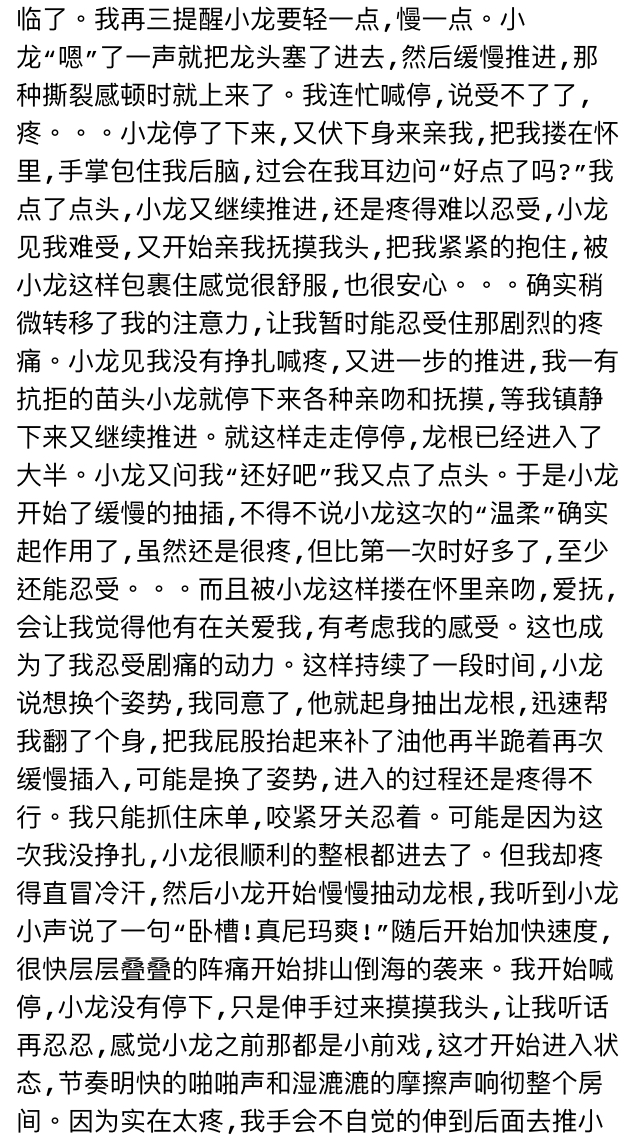 临了。我再三提醒小龙要轻一点,慢一点。小
龙“嗯”了一声就把龙头塞了进去,然后缓慢推进,那
种撕裂感顿时就上来了。我连忙喊停,说受不了了,
疼。。。小龙停了下来,又伏下身来亲我,把我搂在怀
里,手掌包住我后脑,过会在我耳边问“好点了吗?”我
点了点头,小龙又继续推进,还是疼得难以忍受,小龙
见我难受,又开始亲我抚摸我头,把我紧紧的抱住,被
小龙这样包裹住感觉很舒服,也很安心。。。确实稍
微转移了我的注意力,让我暂时能忍受住那剧烈的疼
痛。小龙见我没有挣扎喊疼,又进一步的推进,我一有
抗拒的苗头小龙就停下来各种亲吻和抚摸,等我镇静
下来又继续推进。就这样走走停停,龙根已经进入了
大半。小龙又问我“还好吧”我又点了点头。于是小龙
开始了缓慢的抽插,不得不说小龙这次的“温柔”确实
起作用了,虽然还是很疼,但比第一次时好多了,至少
还能忍受。。。而且被小龙这样搂在怀里亲吻,爱抚,
会让我觉得他有在关爱我,有考虑我的感受。这也成
为了我忍受剧痛的动力。这样持续了一段时间,小龙
说想换个姿势,我同意了,他就起身抽出龙根,迅速帮
我翻了个身,把我屁股抬起来补了油他再半跪着再次
缓慢插入,可能是换了姿势,进入的过程还是疼得不
行。我只能抓住床单,咬紧牙关忍着。可能是因为这
次我没挣扎,小龙很顺利的整根都进去了。但我却疼
得直冒冷汗,然后小龙开始慢慢抽动龙根,我听到小龙
小声说了一句“卧槽!真尼玛爽!”随后开始加快速度,
很快层层叠叠的阵痛开始排山倒海的袭来。我开始喊
停,小龙没有停下,只是伸手过来摸摸我头,让我听话
再忍忍,感觉小龙之前那都是小前戏,这才开始进入状
态,节奏明快的啪啪声和湿漉漉的摩擦声响彻整个房
间。因为实在太疼,我手会不自觉的伸到后面去推小